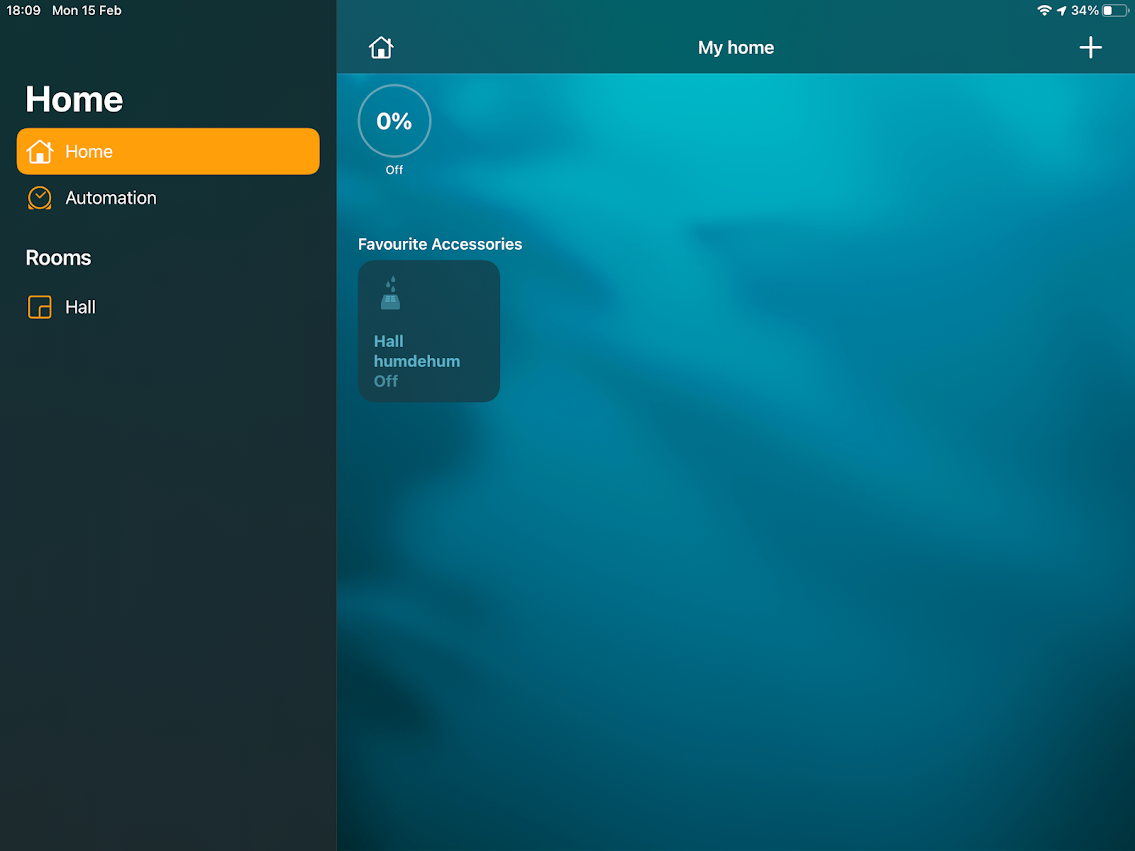 18:09 Mon 15 Feb
34%
Home
Home
Automation
Rooms
Hall
My home
0%
Off
Favourite Accessories
Hall
humdehum
Off